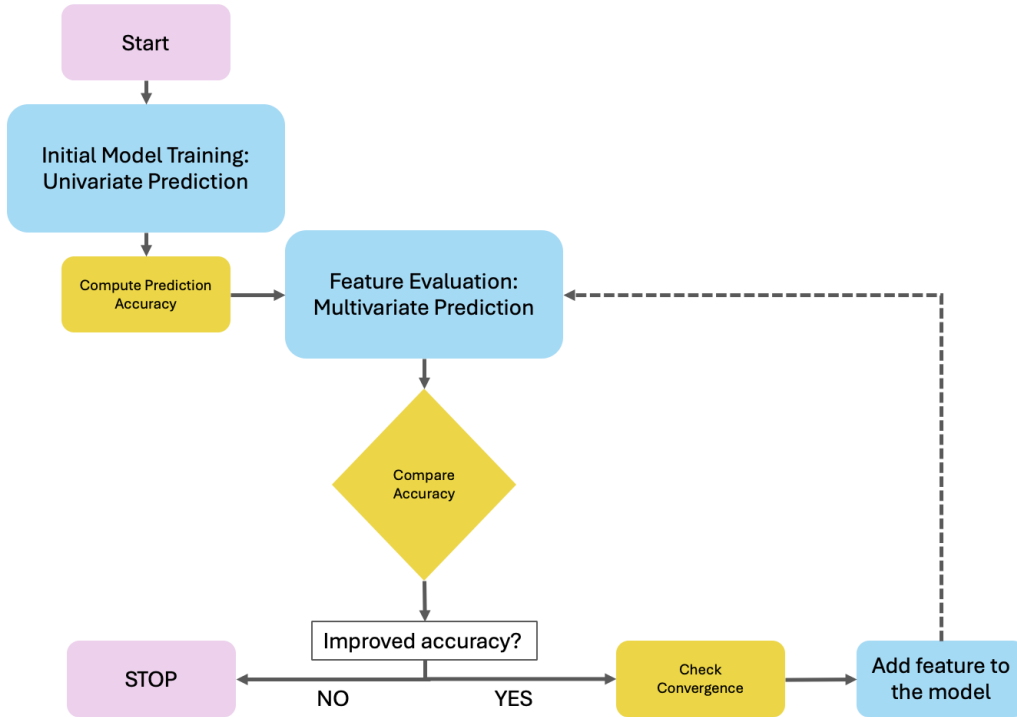 Start
Initial Model Training:
Univariate Prediction
Compute Prediction
Accuracy
Feature Evaluation:
Multivariate Prediction
Compare
Accuracy
Improved accuracy?
STOP
NO
YES
Check
Convergence
Add feature to
the model